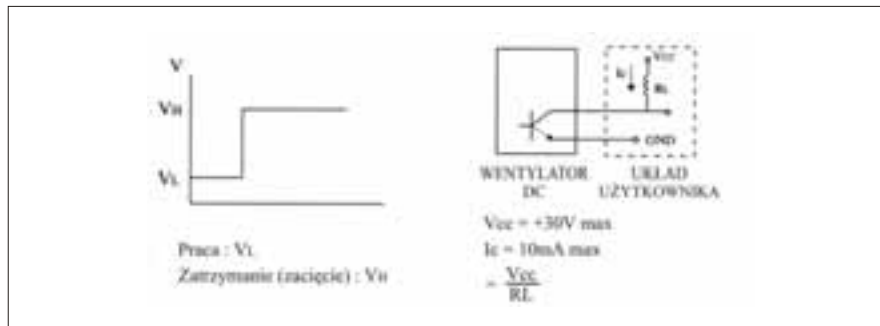 V
VH
VL
Praca : VL
Zatrzymanie (zacięcie) : VH
Vcc
Ic
RL
GND
WENTYLATOR
DC
UKŁAD
UŻYTKOWNIKA
Vcc = +30V max
Ic = 10mA max
= Vcc
RL